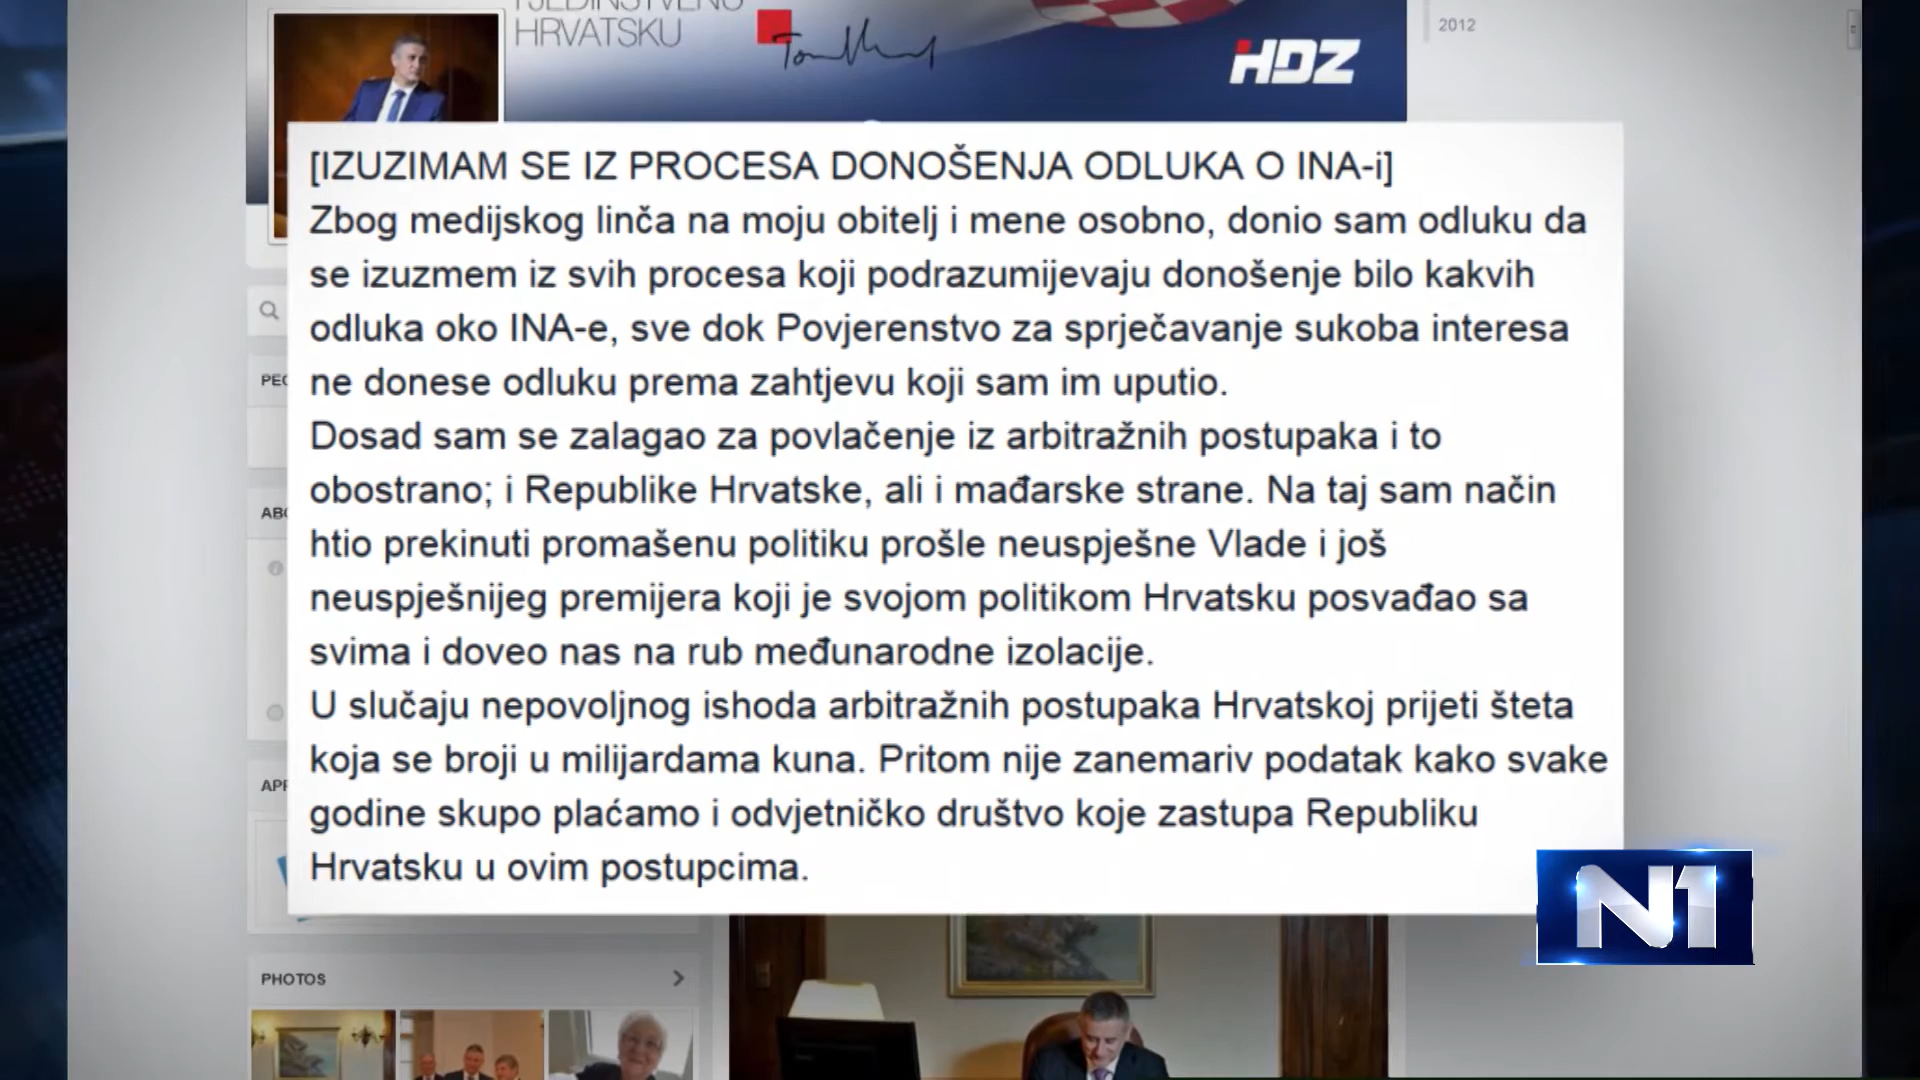 HRVATSKU
HDZ
2012
[IZUZIMAM SE IZ PROCESA DONOŠENJA ODLUKA O INA-i]
Zbog medijskog linča na moju obitelj i mene osobno, donio sam odluku da
se izuzmem iz svih procesa koji podrazumijevaju donošenje bilo kakvih
odluka oko INA-e, sve dok Povjerenstvo za sprječavanje sukoba interesa
ne donese odluku prema zahtjevu koji sam im uputio.
Dosad sam se zalagao za povlačenje iz arbitražnih postupaka i to
obostrano; i Republike Hrvatske, ali i mađarske strane. Na taj sam način
htio prekinuti promašenu politiku prošle neuspješne Vlade i još
neuspješnijeg premijera koji je svojom politikom Hrvatsku posvađao sa
svima i doveo nas na rub međunarodne izolacije.
U slučaju nepovoljnog ishoda arbitražnih postupaka Hrvatskoj prijeti šteta
koja se broji u milijardama kuna. Pritom nije zanemariv podatak kako svake
godine skupo plaćamo i odvjetničko društvo koje zastupa Republiku
Hrvatsku u ovim postupcima.
N1
PHOTOS